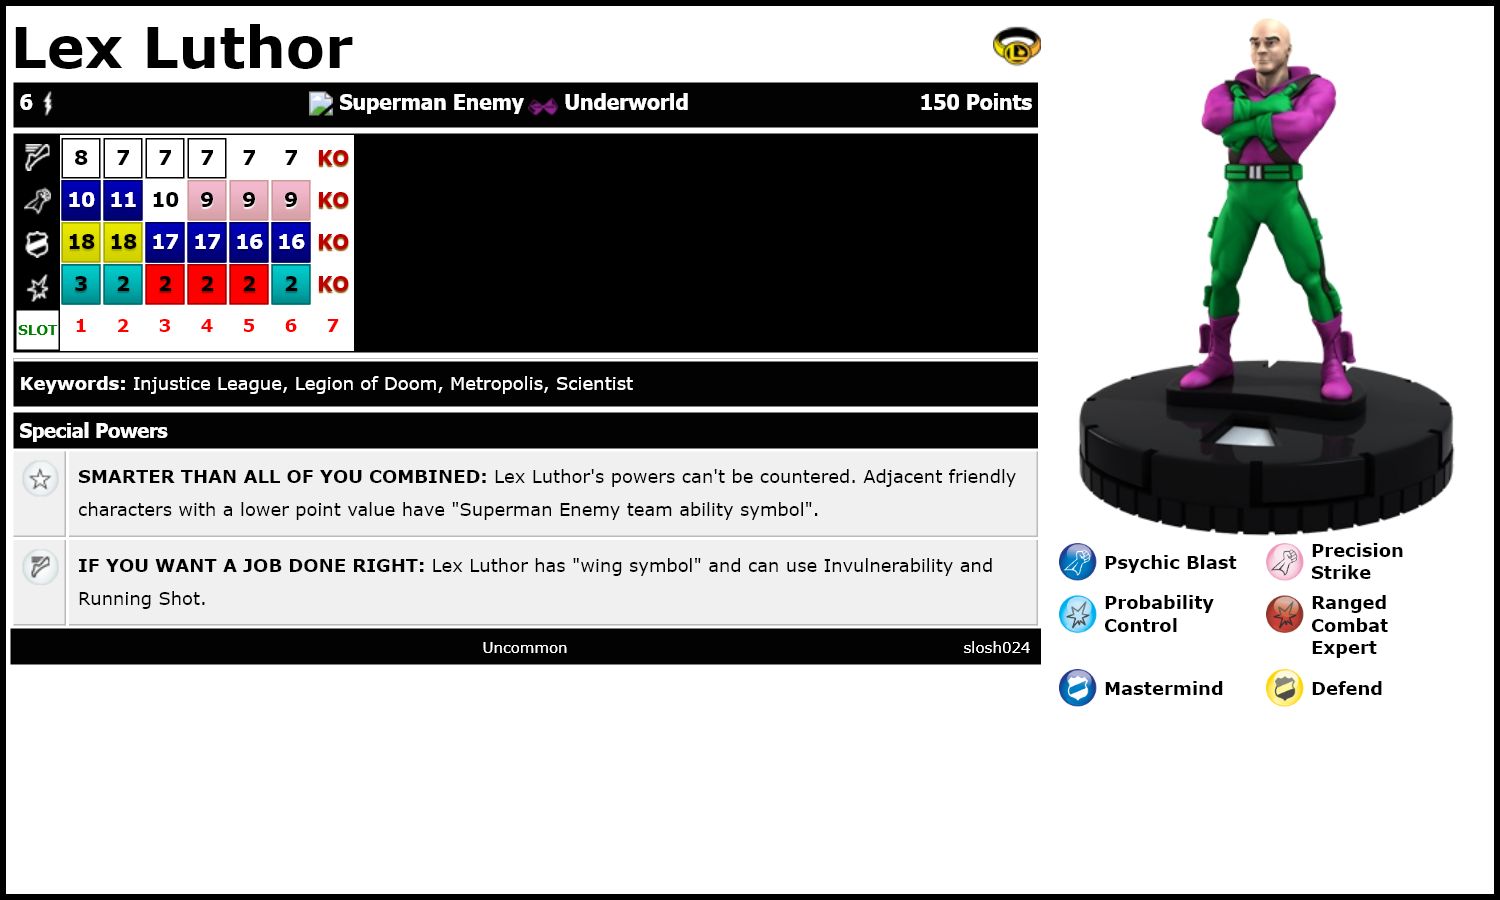 Lex Luthor
6 Superman Enemy Underworld 150 Points
8 7 7 7 7 7 KO
10 11 10 9 9 9 KO
18 18 17 17 16 16 KO
3 2 2 2 2 2 KO
SLOT 1 2 3 4 5 6 7
Keywords: Injustice League, Legion of Doom, Metropolis, Scientist
Special Powers
SMARTER THAN ALL OF YOU COMBINED: Lex Luthor's powers can't be countered. Adjacent friendly
characters with a lower point value have "Superman Enemy team ability symbol".
IF YOU WANT A JOB DONE RIGHT: Lex Luthor has "wing symbol" and can use Invulnerability and
Running Shot.
Uncommon slosh024
Psychic Blast
Precision
Strike
Probability
Control
Ranged
Combat
Expert
Mastermind
Defend